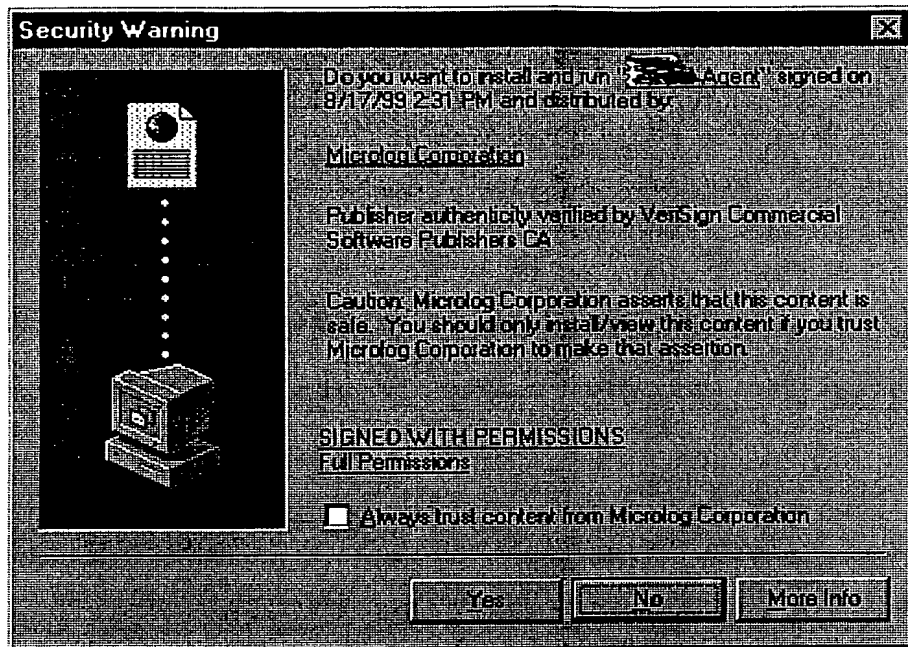 Security Warning
Do you want to install and run " Agent" signed on
9/17/99 2:31 PM and distributed by:
Microlog Corporation
Publisher authenticity verified by VeriSign Commercial
Software Publishers CA
Caution: Microlog Corporation asserts that this content is
safe. You should only install/view this content if you trust
Microlog Corporation to make that assertion.
SIGNED WITH PERMISSIONS
Full Permissions
Always trust content from Microlog Corporation
Yes No More Info